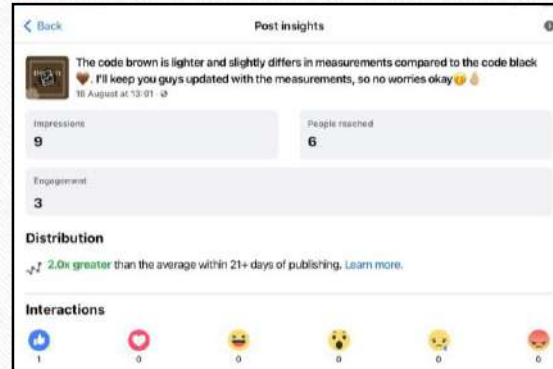 Back
Post insights
The code brown is lighter and slightly differs in measurements compared to the code black
🤎. I'll keep you guys updated with the measurements, so no worries okay😋👌🏼
16 August at 13:01 ·
Impressions
9
People reached
6
Engagement
3
Distribution
2.0x greater than the average within 21+ days of publishing. Learn more.
Interactions
1 0 0 0 0 0